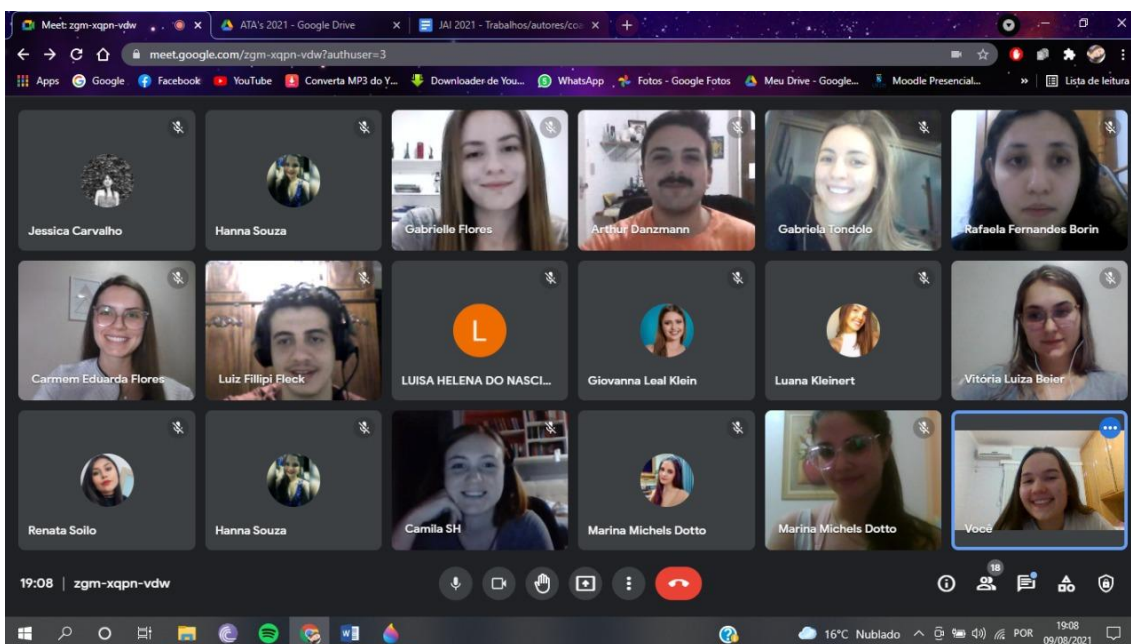 Meet: zgm-xqpn-vdw
ATA's 2021 - Google Drive
JAI 2021 - Trabalhos/autores/coa
meet.google.com/zgm-xqpn-vdw?authuser=3
Apps Google Facebook YouTube Converta MP3 do Y... Downloader de You... WhatsApp Fotos - Google Fotos Meu Drive - Google... Moodle Presencial... » Lista de leitura
Jessica Carvalho
Hanna Souza
Gabrielle Flores
Arthur Danzmann
Gabriela Tondolo
Rafaela Fernandes Borin
Carmem Eduarda Flores
Luiz Fillipi Fleck
L
LUISA HELENA DO NASCI...
Giovanna Leal Klein
Luana Kleinert
Vitória Luiza Beier
Renata Soilo
Hanna Souza
Camila SH
Marina Michels Dotto
Marina Michels Dotto
Você
19:08 | zgm-xqpn-vdw
18
16°C Nublado
POR
19:08
09/08/2021